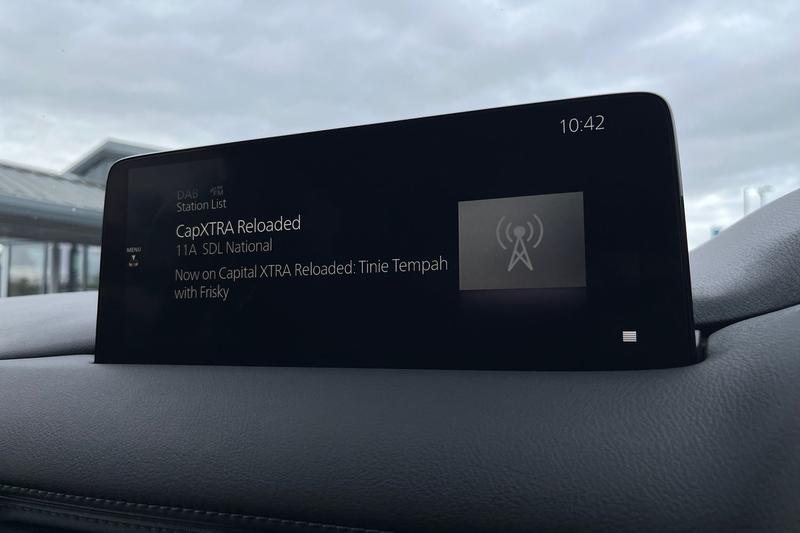 10:42
DAB FM
Station List
CapXTRA Reloaded
11A SDL National
MENU
Now on Capital XTRA Reloaded: Tinie Tempah
with Frisky